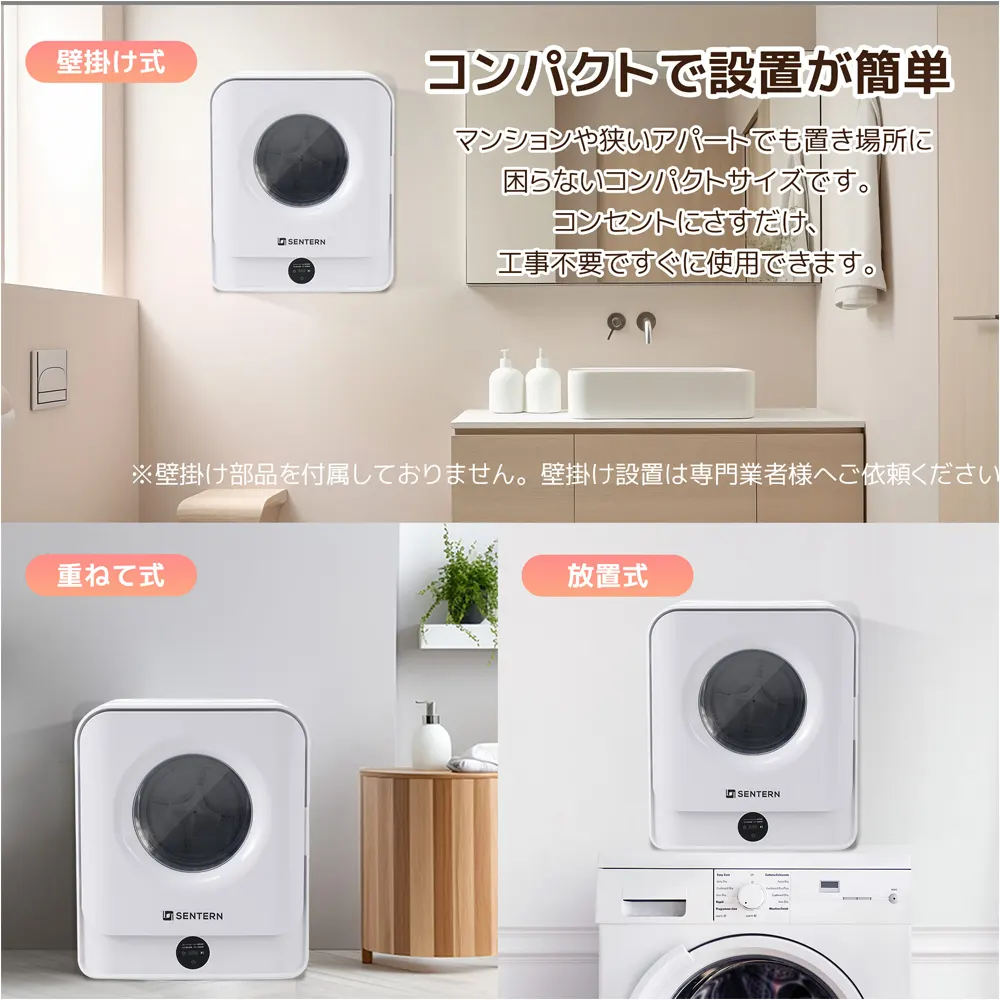 壁掛け式
コンパクトで設置が簡単
マンションや狭いアパートでも置き場所に
困らないコンパクトサイズです。
コンセントにさすだけ、
工事不要ですぐに使用できます。
SENTERN
※壁掛け部品を付属しておりません。壁掛け設置は専門業者様へご依頼ください
重ねて式
放置式
SENTERN
SENTERN